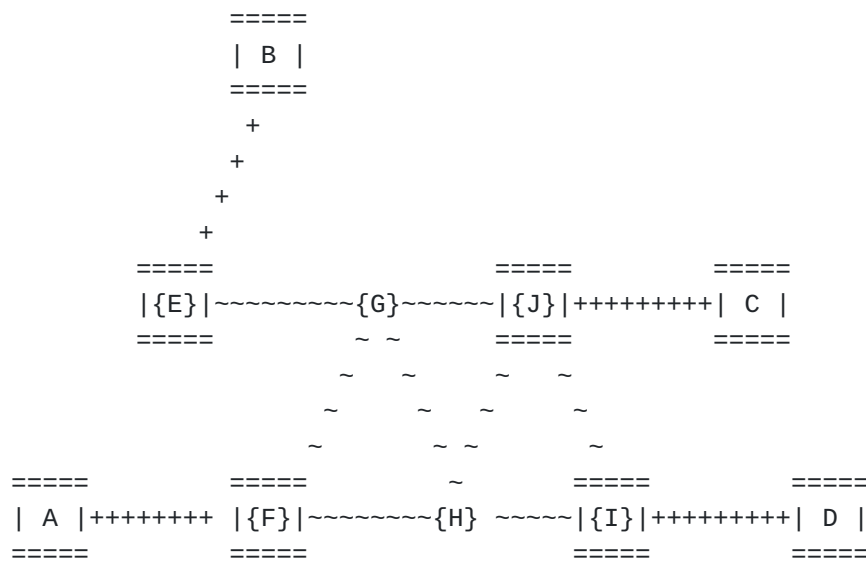 =====
              | B |
              =====
               +
              +
             +
            +
        =====                  =====         =====
        |{E}|~~~~~~~~~{G}~~~~~~|{J}|+++++++++| C |
        =====         ~ ~      =====         =====
                     ~   ~     ~   ~
                    ~     ~   ~     ~
                   ~       ~ ~       ~
=====         =====         ~       =====         =====
| A |++++++++ |{F}|~~~~~~~~{H} ~~~~~|{I}|+++++++++| D |
=====         =====                 =====         =====